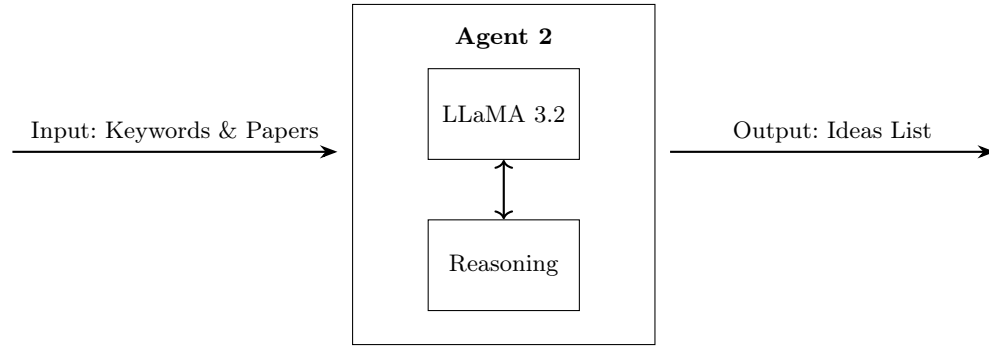 Agent 2
LLaMA 3.2
Input: Keywords & Papers
Output: Ideas List
Reasoning